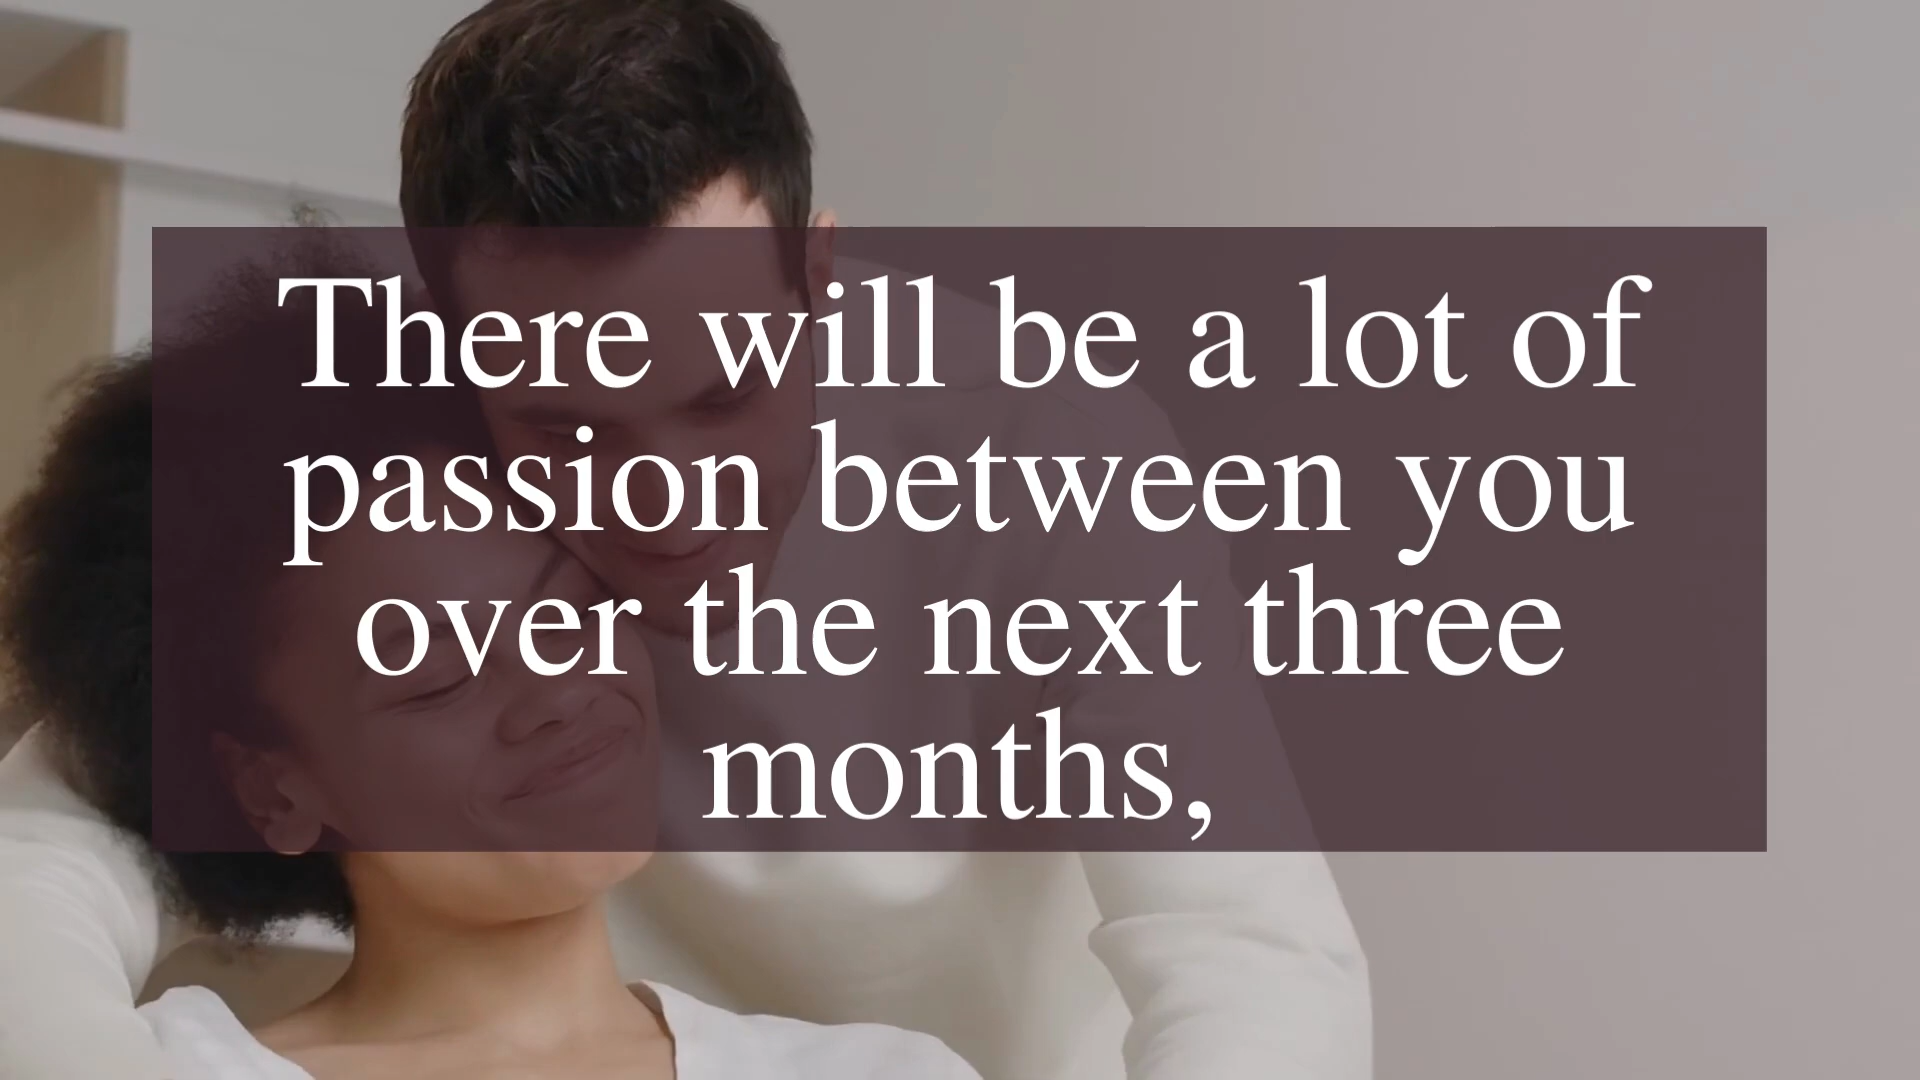 There will be a lot of
passion between you
over the next three
months,